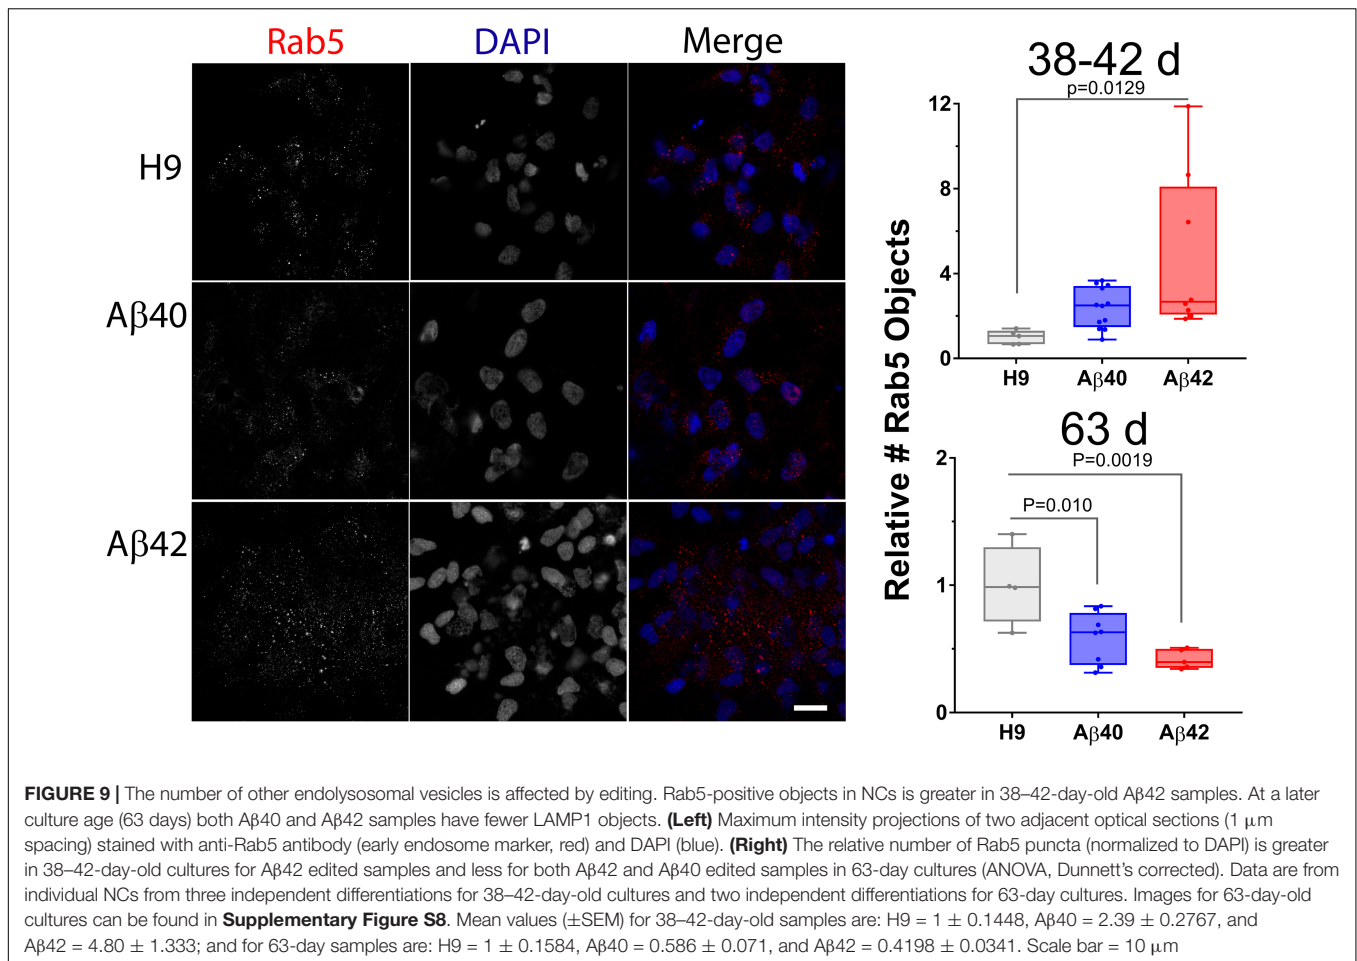 Rab5 DAPI Merge
H9
Aβ40
Aβ42
38-42 d
p=0.0129
12
8
4
0
H9 Aβ40 Aβ42
Relative # Rab5 Objects
63 d
P=0.0019
P=0.010
2
1
0
H9 Aβ40 Aβ42
FIGURE 9 | The number of other endolysosomal vesicles is affected by editing. Rab5-positive objects in NCs is greater in 38–42-day-old Aβ42 samples. At a later
culture age (63 days) both Aβ40 and Aβ42 samples have fewer LAMP1 objects. (Left) Maximum intensity projections of two adjacent optical sections (1 μm
spacing) stained with anti-Rab5 antibody (early endosome marker, red) and DAPI (blue). (Right) The relative number of Rab5 puncta (normalized to DAPI) is greater
in 38–42-day-old cultures for Aβ42 edited samples and less for both Aβ42 and Aβ40 edited samples in 63-day cultures (ANOVA, Dunnett's corrected). Data are from
individual NCs from three independent differentiations for 38–42-day-old cultures and two independent differentiations for 63-day cultures. Images for 63-day-old
cultures can be found in Supplementary Figure S8. Mean values (±SEM) for 38–42-day-old samples are: H9 = 1 ± 0.1448, Aβ40 = 2.39 ± 0.2767, and
Aβ42 = 4.80 ± 1.333; and for 63-day samples are: H9 = 1 ± 0.1584, Aβ40 = 0.586 ± 0.071, and Aβ42 = 0.4198 ± 0.0341. Scale bar = 10 μm